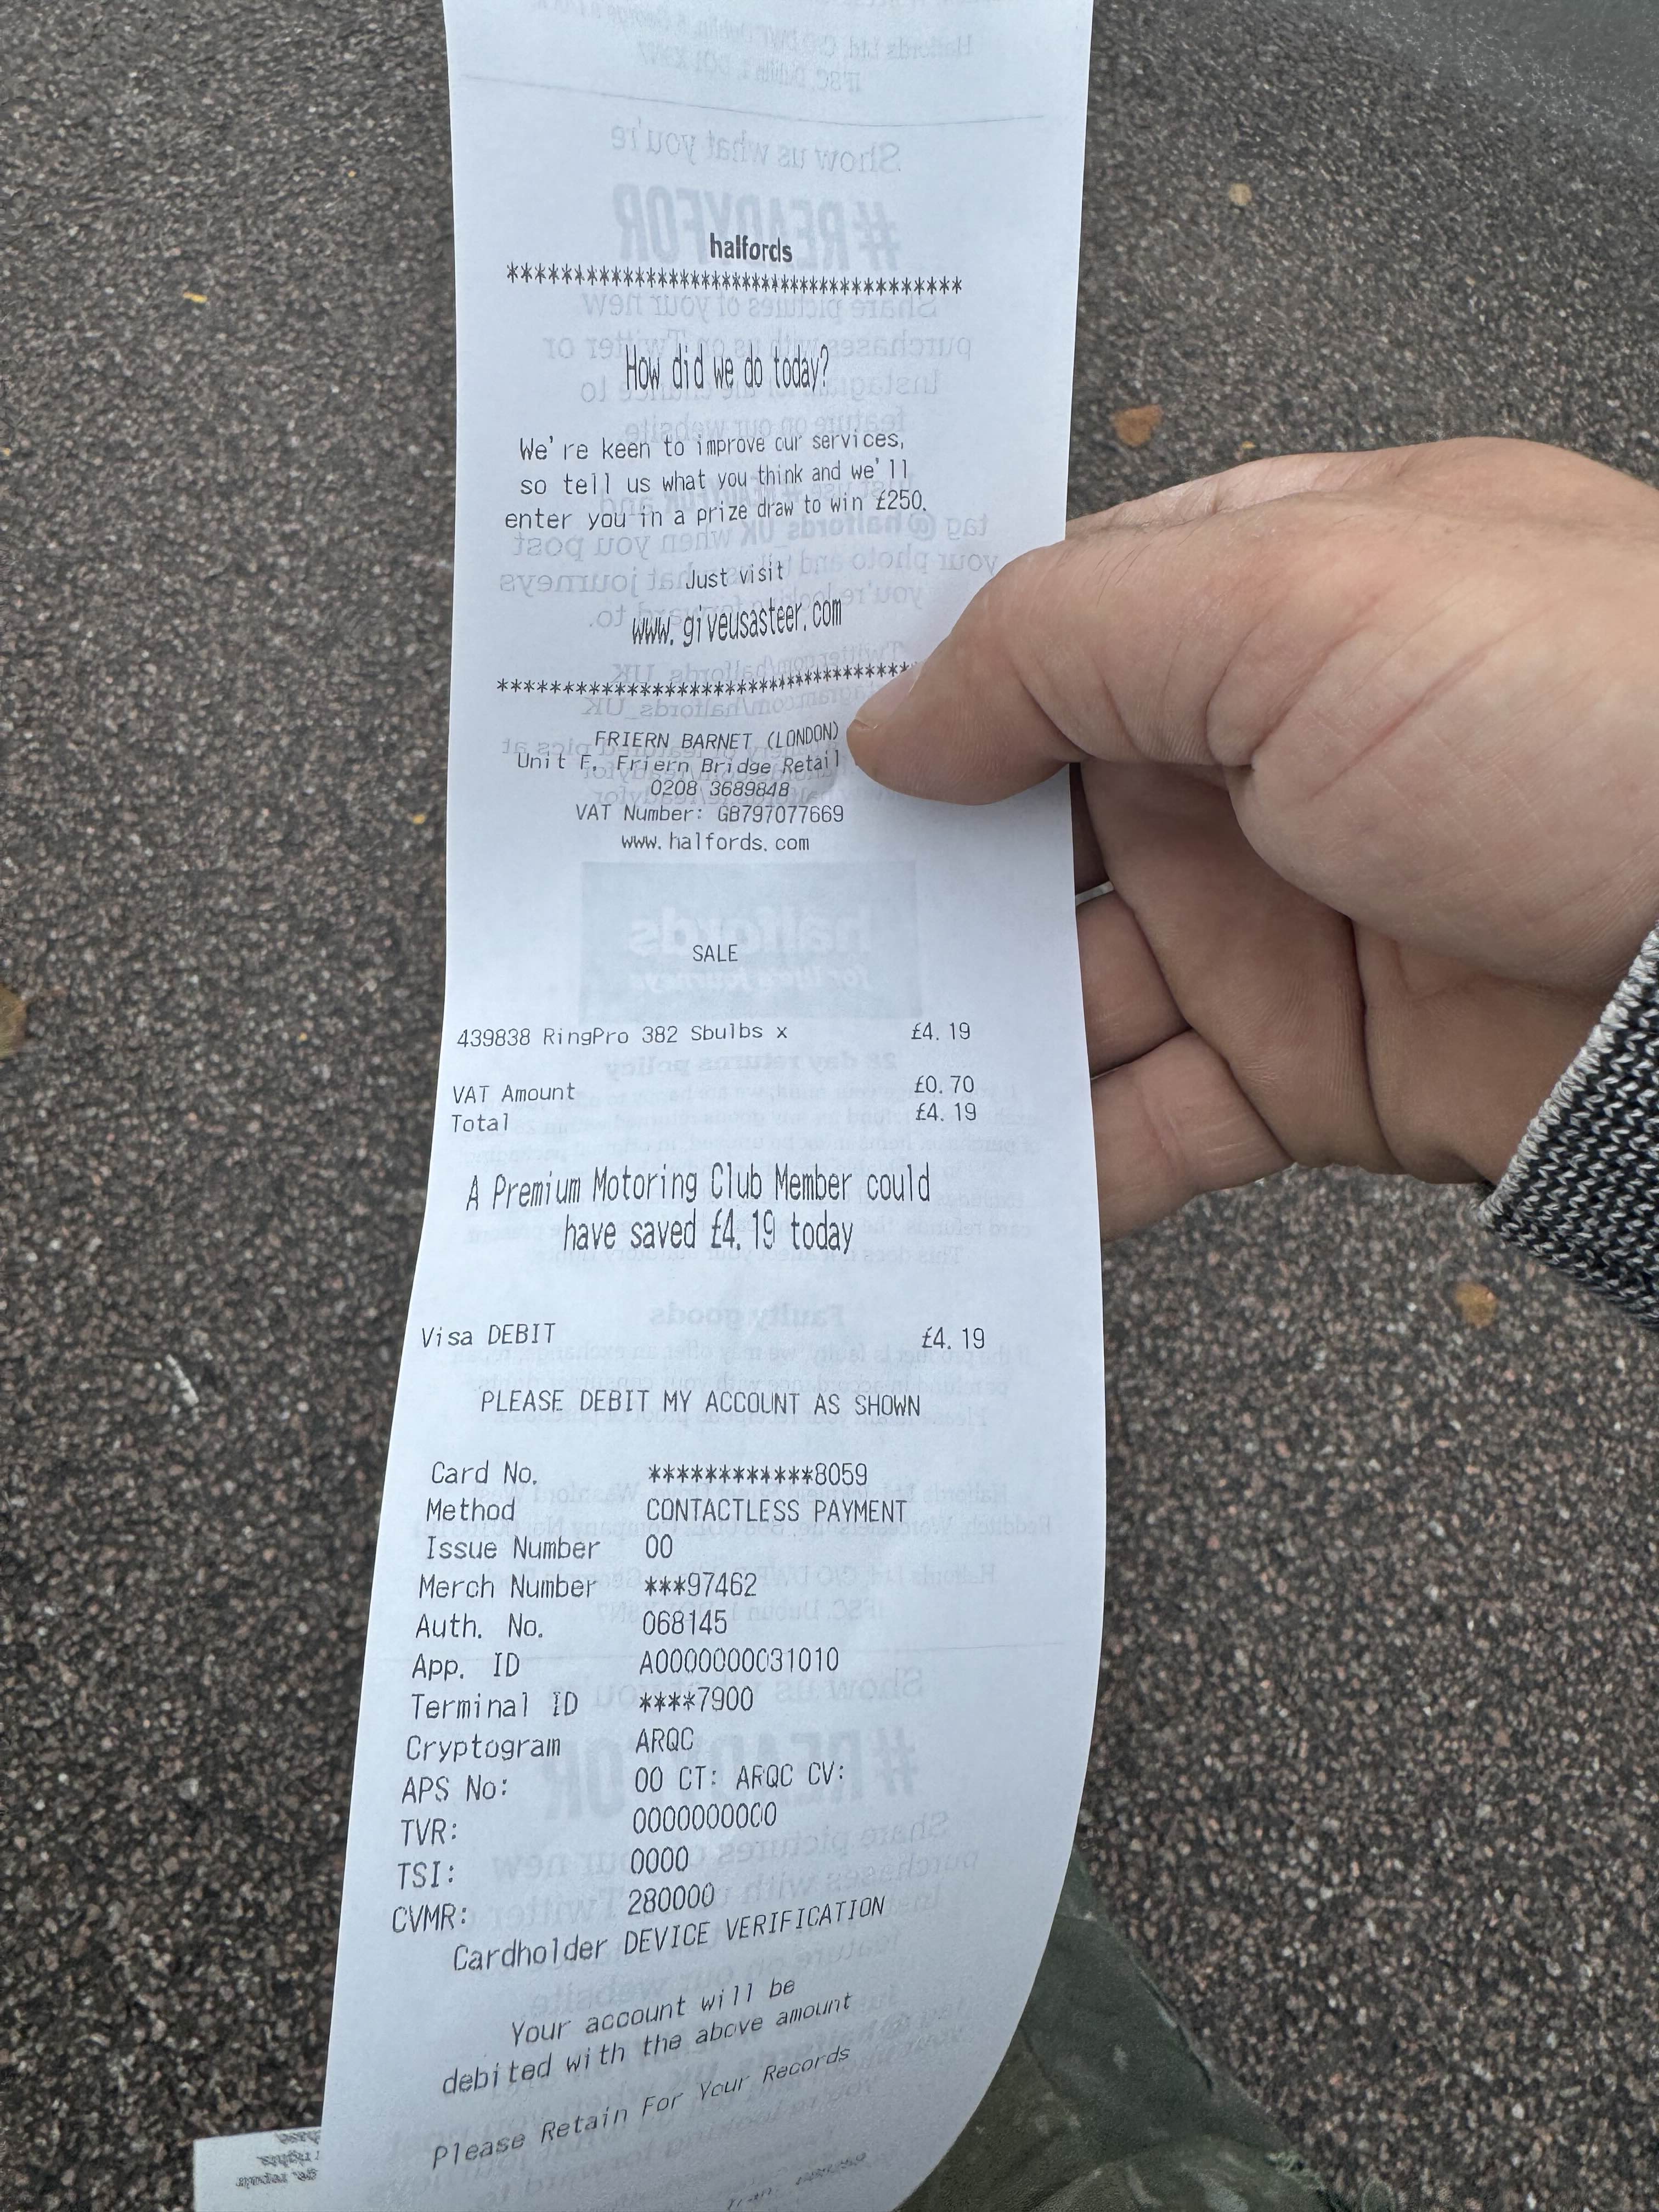 halfords
***********************************
How did we do today?
We're keen to improve our services,
so tell us what you think and we'll
enter you in a prize draw to win £250.
Just visit
www.giveusasteer.com
********************************
FRIERN BARNET (LONDON)
Unit F, Friern Bridge Retail
0208 3689848
VAT Number: GB797077669
www.halfords.com
SALE
439838 RingPro 382 Sbulbs x £4.19
VAT Amount £0.70
Total £4.19
A Premium Motoring Club Member could
have saved £4.19 today
Visa DEBIT £4.19
PLEASE DEBIT MY ACCOUNT AS SHOWN
Card No. ************8059
Method CONTACTLESS PAYMENT
Issue Number 00
Merch Number ***97462
Auth. No. 068145
App. ID A0000000031010
Terminal ID ****7900
Cryptogram ARQC
APS No: 00 CT: ARQC CV:
TVR: 0000000000
TSI: 0000
CVMR: 280000
Cardholder DEVICE VERIFICATION
Your account will be
debited with the above amount
Please Retain For Your Records